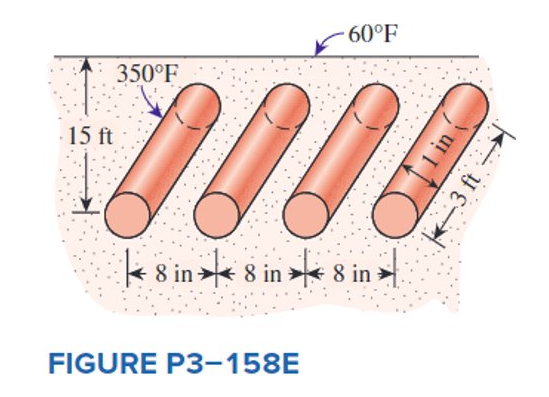 60°F
350°F
15 ft
1 in
3 ft
8 in 8 in 8 in
FIGURE P3–158E